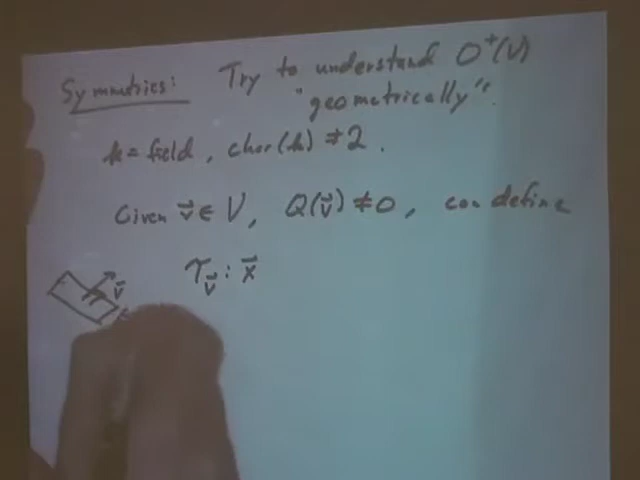 Symmetries: Try to understand O⁺(V)
"geometrically".
k = field, char(k) ≠ 2.
Given v⃗ ∈ V, Q(v⃗) ≠ 0, can define
τ_v⃗ : x⃗
v⃗